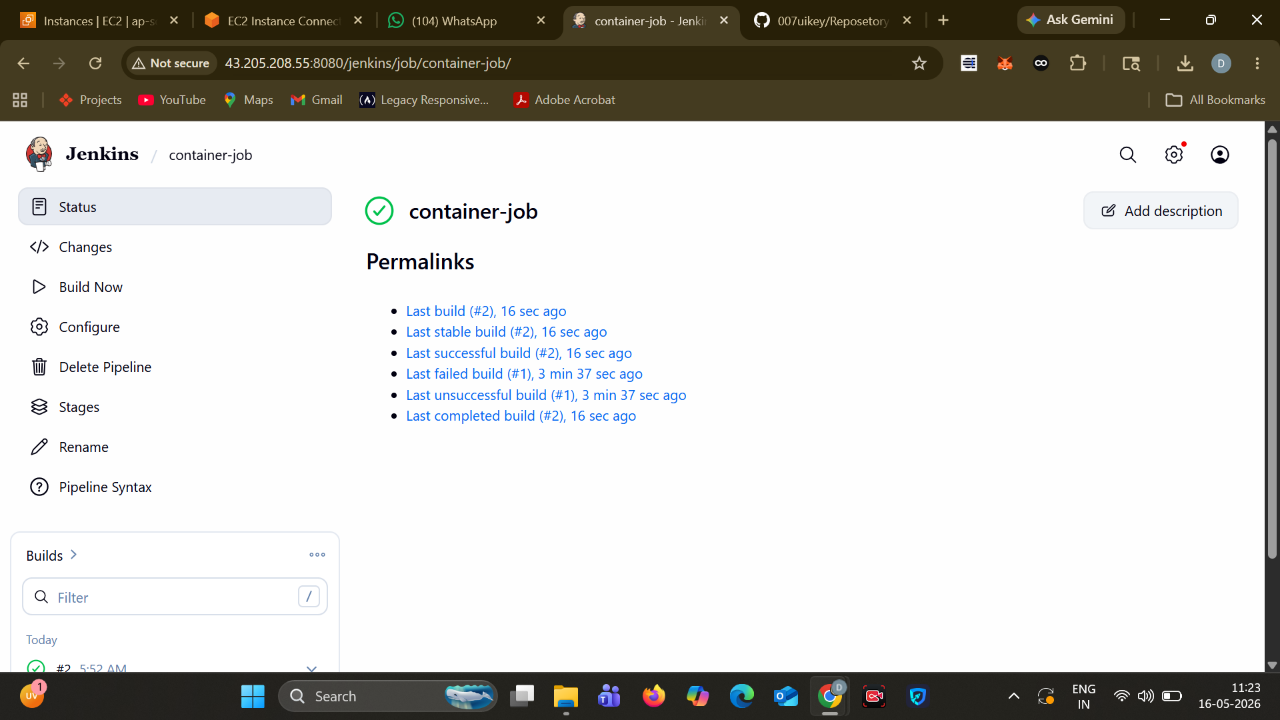 Instances | EC2 | ap-s
EC2 Instance Connect
(104) WhatsApp
container-job - Jenki
007uikey/Reposetory
Ask Gemini
Not secure
43.205.208.55:8080/jenkins/job/container-job/
D
Projects
YouTube
Maps
Gmail
Legacy Responsive...
Adobe Acrobat
All Bookmarks
Jenkins / container-job
Status
Changes
Build Now
Configure
Delete Pipeline
Stages
Rename
Pipeline Syntax
container-job
Add description
Permalinks
Last build (#2), 16 sec ago
Last stable build (#2), 16 sec ago
Last successful build (#2), 16 sec ago
Last failed build (#1), 3 min 37 sec ago
Last unsuccessful build (#1), 3 min 37 sec ago
Last completed build (#2), 16 sec ago
Builds
Filter
/
Today
#2 5:52 AM
UV
1
Search
D
ENG
IN
11:23
16-05-2026